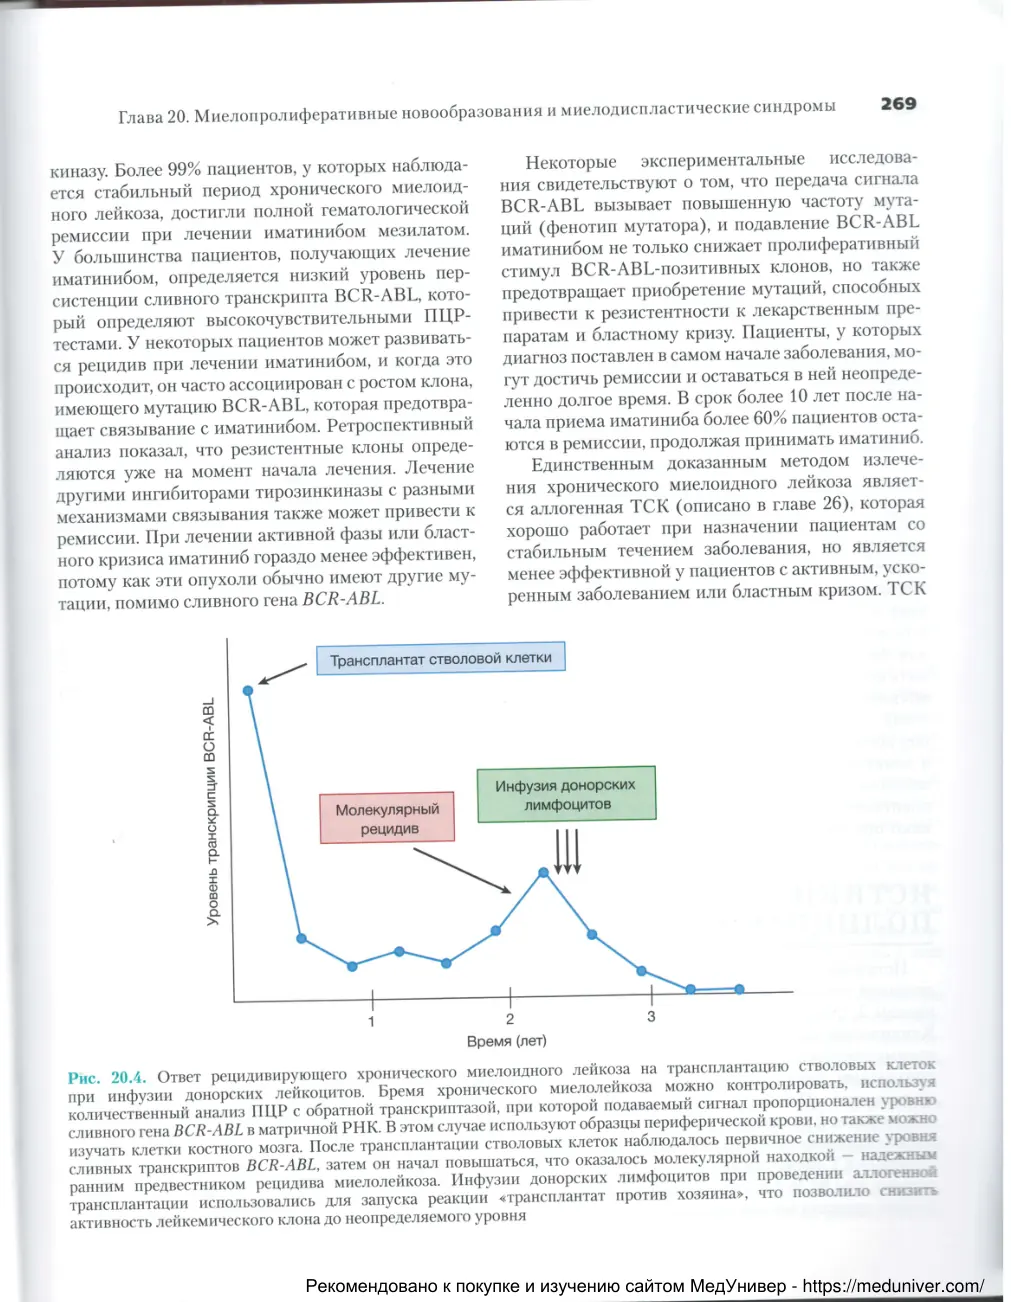 Глава 20. Миелопролиферативные новообразования и миелодиспластические синдромы 269
киназу. Более 99% пациентов, у которых наблюда-
ется стабильный период хронического миелоид-
ного лейкоза, достигли полной гематологической
ремиссии при лечении иматинибом мезилатом.
У большинства пациентов, получающих лечение
иматинибом, определяется низкий уровень пер-
систенции сливного транскрипта BCR-ABL, кото-
рый определяют высокочувствительными ПЦР-
тестами. У некоторых пациентов может развивать-
ся рецидив при лечении иматинибом, и когда это
происходит, он часто ассоциирован с ростом клона,
имеющего мутацию BCR-ABL, которая предотвра-
щает связывание с иматинибом. Ретроспективный
анализ показал, что резистентные клоны опреде-
ляются уже на момент начала лечения. Лечение
другими ингибиторами тирозинкиназы с разными
механизмами связывания также может привести к
ремиссии. При лечении активной фазы или бласт-
ного кризиса иматиниб гораздо менее эффективен,
потому как эти опухоли обычно имеют другие му-
тации, помимо сливного гена BCR-ABL.
Некоторые экспериментальные исследова-
ния свидетельствуют о том, что передача сигнала
BCR-ABL вызывает повышенную частоту мута-
ций (фенотип мутатора), и подавление BCR-ABL
иматинибом не только снижает пролиферативный
стимул BCR-ABL-позитивных клонов, но также
предотвращает приобретение мутаций, способных
привести к резистентности к лекарственным пре-
паратам и бластному кризу. Пациенты, у которых
диагноз поставлен в самом начале заболевания, мо-
гут достичь ремиссии и оставаться в ней неопреде-
ленно долгое время. В срок более 10 лет после на-
чала приема иматиниба более 60% пациентов оста-
ются в ремиссии, продолжая принимать иматиниб.
Единственным доказанным методом излече-
ния хронического миелоидного лейкоза являет-
ся аллогенная ТСК (описано в главе 26), которая
хорошо работает при назначении пациентам со
стабильным течением заболевания, но является
менее эффективной у пациентов с активным, уско-
ренным заболеванием или бластным кризом. ТСК
Трансплантат стволовой клетки
Уровень транскрипции BCR-ABL
Молекулярный
рецидив
Инфузия донорских
лимфоцитов
1
2
3
Время (лет)
Рис. 20.4. Ответ рецидивирующего хронического миелоидного лейкоза на трансплантацию стволовых клеток
при инфузии донорских лейкоцитов. Бремя хронического миелолейкоза можно контролировать, используя
количественный анализ ПЦР с обратной транскриптазой, при которой подаваемый сигнал пропорционален уровню
сливного гена BCR-ABL в матричной РНК. В этом случае используют образцы периферической крови, но также можно
изучать клетки костного мозга. После трансплантации стволовых клеток наблюдалось первичное снижение уровня
сливных транскриптов BCR-ABL, затем он начал повышаться, что оказалось молекулярной находкой — надежным
ранним предвестником рецидива миелолейкоза. Инфузии донорских лимфоцитов при проведении аллогенной
трансплантации использовались для запуска реакции «трансплантат против хозяина», что позволило снизить
активность лейкемического клона до неопределяемого уровня
Рекомендовано к покупке и изучению сайтом МедУнивер - https://meduniver.com/